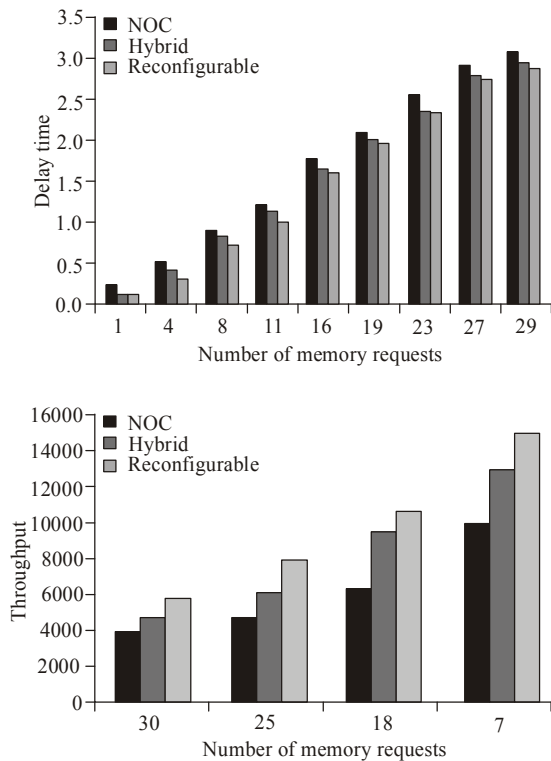 3.5
3.0
2.5
2.0
1.5
1.0
0.5
0.0
Delay time
NOC
Hybrid
Reconfigurable
1 4 8 11 16 19 23 27 29
Number of memory requests
16000
14000
12000
10000
8000
6000
4000
2000
0
Throughput
NOC
Hybrid
Reconfigurable
30 25 18 7
Number of memory requests